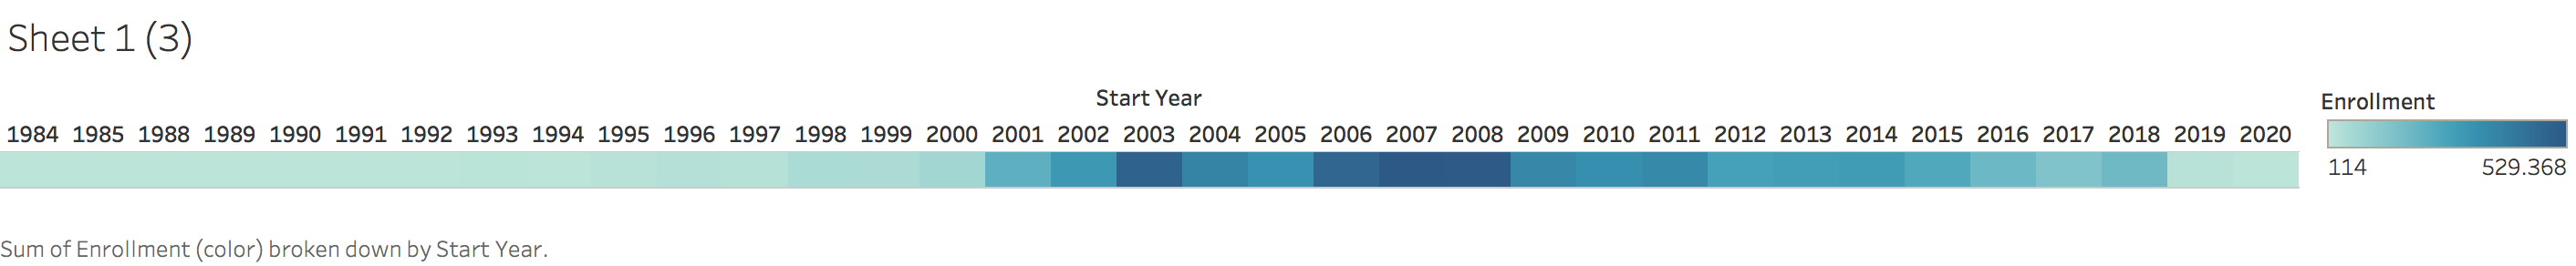 Sheet 1 (3)
Start Year
1984 1985 1988 1989 1990 1991 1992 1993 1994 1995 1996 1997 1998 1999 2000 2001 2002 2003 2004 2005 2006 2007 2008 2009 2010 2011 2012 2013 2014 2015 2016 2017 2018 2019 2020
Enrollment
114 529.368
Sum of Enrollment (color) broken down by Start Year.